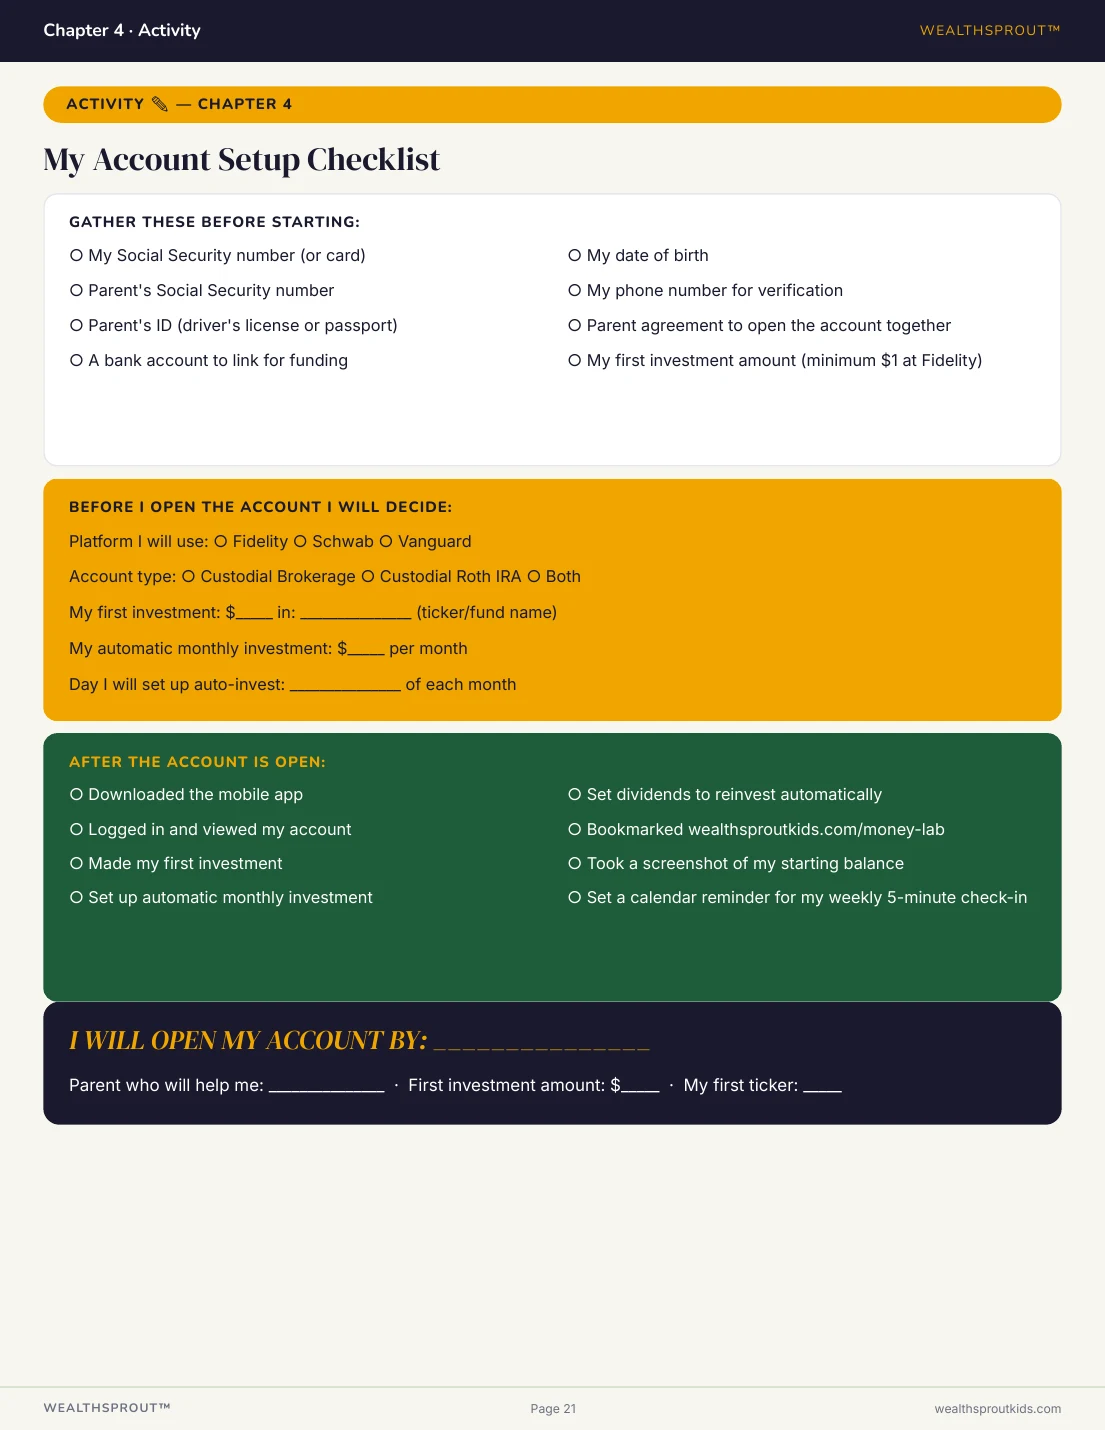 Chapter 4 · Activity
WEALTHSPROUT™
ACTIVITY ✏ — CHAPTER 4
My Account Setup Checklist
GATHER THESE BEFORE STARTING:
○ My Social Security number (or card)
○ My date of birth
○ Parent's Social Security number
○ My phone number for verification
○ Parent's ID (driver's license or passport)
○ Parent agreement to open the account together
○ A bank account to link for funding
○ My first investment amount (minimum $1 at Fidelity)
BEFORE I OPEN THE ACCOUNT I WILL DECIDE:
Platform I will use: ○ Fidelity ○ Schwab ○ Vanguard
Account type: ○ Custodial Brokerage ○ Custodial Roth IRA ○ Both
My first investment: $____ in: ____________ (ticker/fund name)
My automatic monthly investment: $____ per month
Day I will set up auto-invest: ____________ of each month
AFTER THE ACCOUNT IS OPEN:
○ Downloaded the mobile app
○ Set dividends to reinvest automatically
○ Logged in and viewed my account
○ Bookmarked wealthsproutkids.com/money-lab
○ Made my first investment
○ Took a screenshot of my starting balance
○ Set up automatic monthly investment
○ Set a calendar reminder for my weekly 5-minute check-in
I WILL OPEN MY ACCOUNT BY: _______________
Parent who will help me: ____________ · First investment amount: $____ · My first ticker: ____
WEALTHSPROUT™
Page 21
wealthsproutkids.com